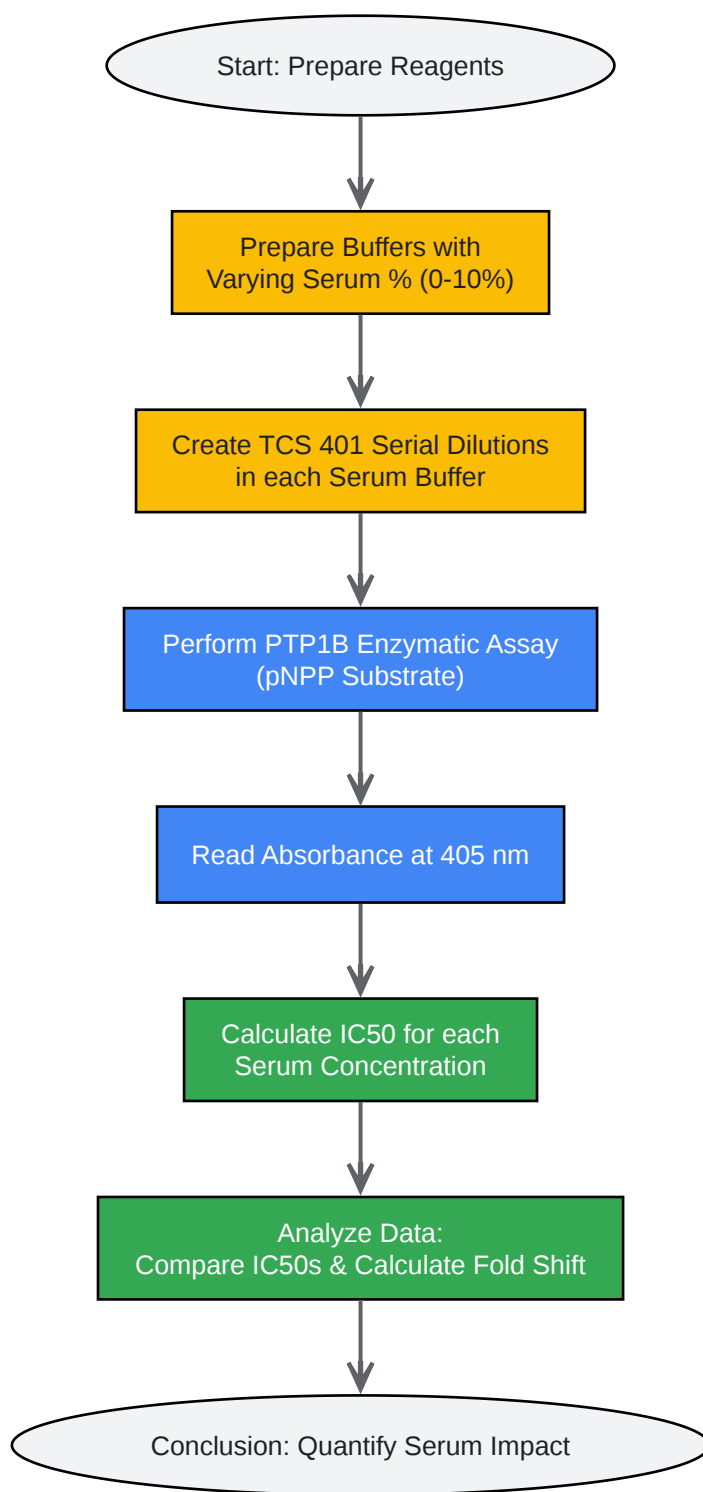 Start: Prepare Reagents
Prepare Buffers with
Varying Serum % (0-10%)
Create TCS 401 Serial Dilutions
in each Serum Buffer
Perform PTP1B Enzymatic Assay
(pNPP Substrate)
Read Absorbance at 405 nm
Calculate IC50 for each
Serum Concentration
Analyze Data:
Compare IC50s & Calculate Fold Shift
Conclusion: Quantify Serum Impact